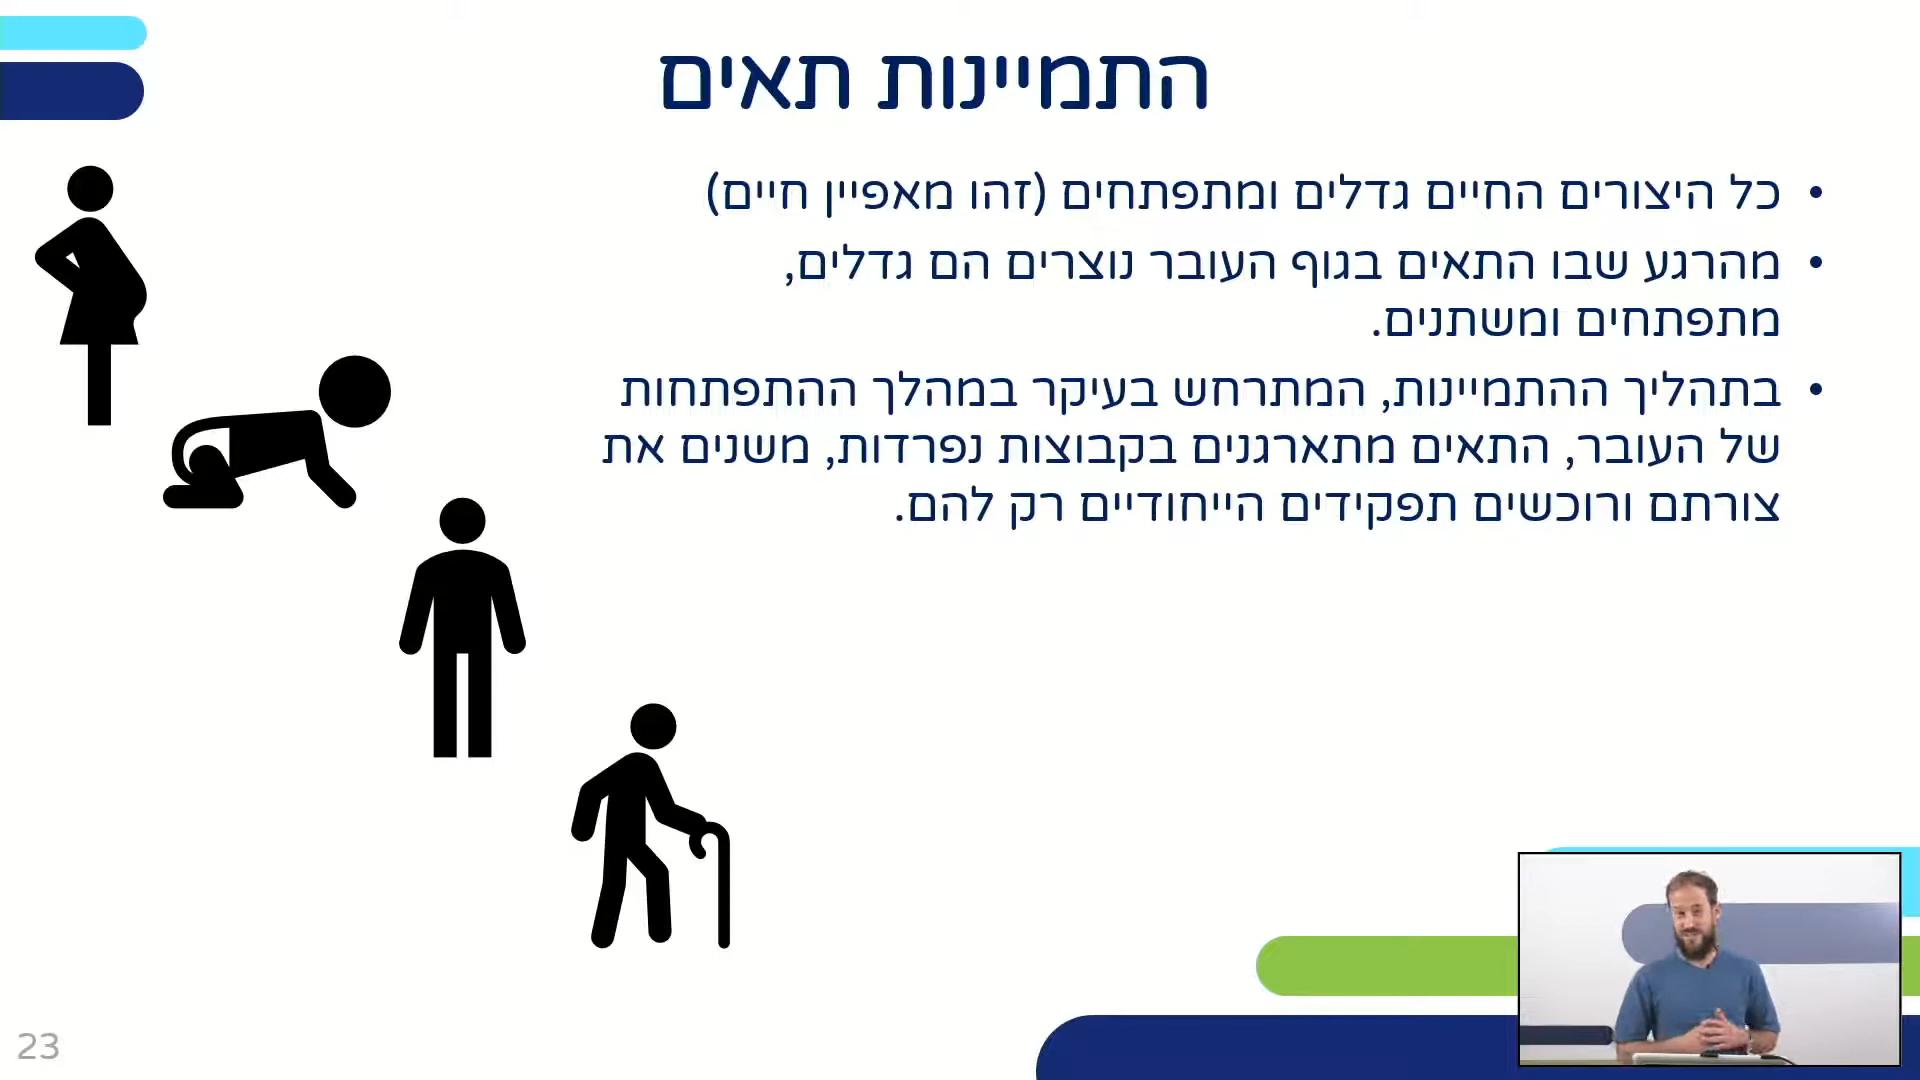 התמיינות תאים
• כל היצורים החיים גדלים ומתפתחים (זהו מאפיין חיים)
• מהרגע שבו התאים בגוף העובר נוצרים הם גדלים,
מתפתחים ומשתנים.
• בתהליך ההתמיינות, המתרחש בעיקר במהלך ההתפתחות
של העובר, התאים מתארגנים בקבוצות נפרדות, משנים את
צורתם ורוכשים תפקידים הייחודיים רק להם.
23